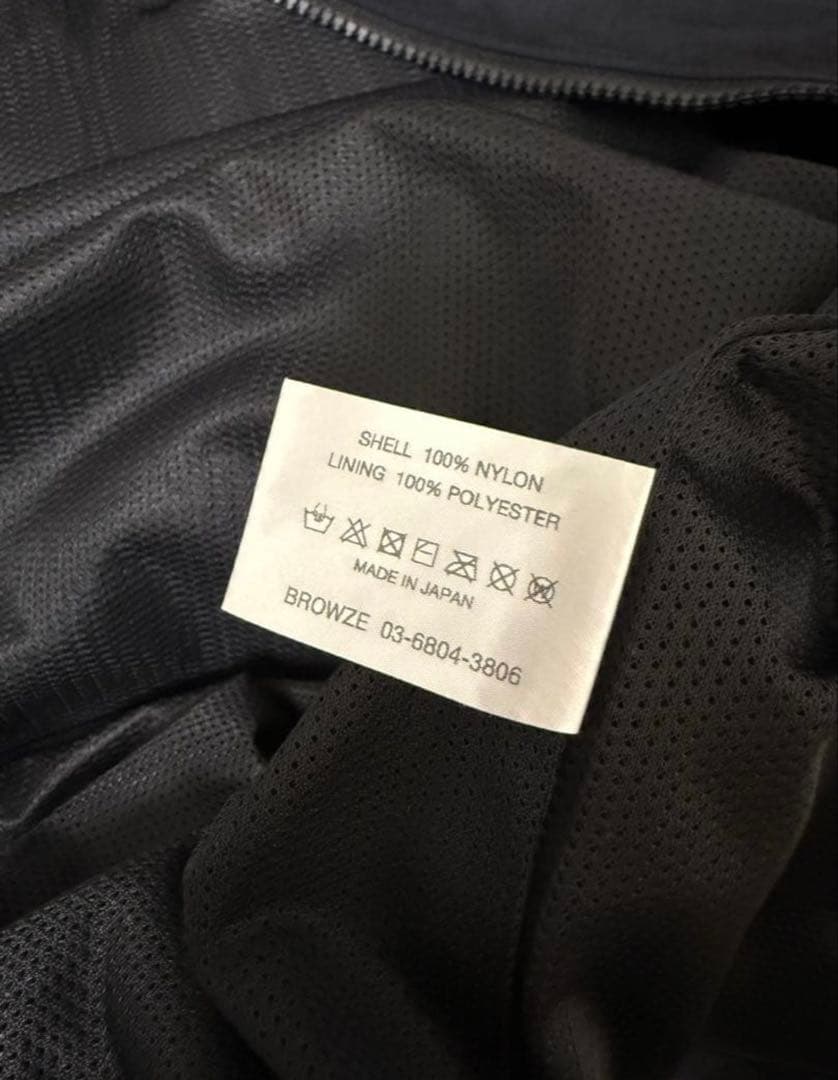 SHELL 100% NYLON
LINING 100% POLYESTER
MADE IN JAPAN
BROWZE 03-6804-3806